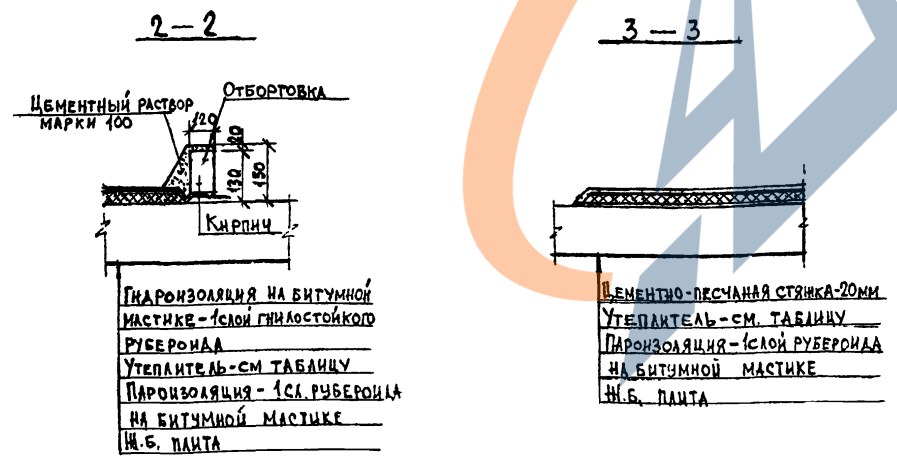 2-2
Цементный раствор
марки 100
Отбортовка
120
20
130
150
Кирпич
Гидроизоляция на битумной
мастике-1слой гнилостойкого
рубероида
Утеплитель-см таблицу
Пароизоляция-1сл. рубероида
на битумной мастике
Ж.б. плита
3-3
Цементно-песчаная стяжка-20мм
Утеплитель-см. таблицу
Пароизоляция-1слой рубероида
на битумной мастике
Ж.б. плита